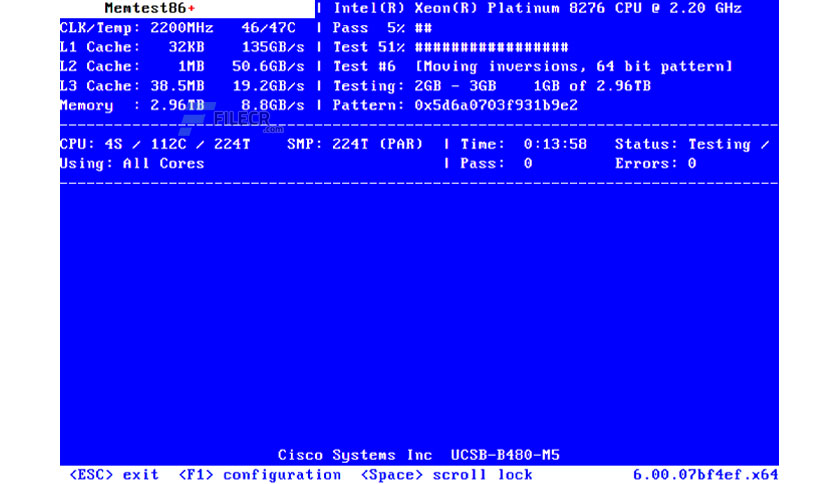 Memtest86+ | Intel(R) Xeon(R) Platinum 8276 CPU @ 2.20 GHz
CLK/Temp: 2200MHz 46/47C | Pass 5% ##
L1 Cache: 32KB 135GB/s | Test 51% #################
L2 Cache: 1MB 50.6GB/s | Test #6 [Moving inversions, 64 bit pattern]
L3 Cache: 38.5MB 19.2GB/s | Testing: 2GB - 3GB 1GB of 2.96TB
Memory : 2.96TB 8.8GB/s | Pattern: 0x5d6a0703f931b9e2
FILECR .com
CPU: 4S / 112C / 224T SMP: 224T (PAR) | Time: 0:13:58 Status: Testing /
Using: All Cores | Pass: 0 Errors: 0
Cisco Systems Inc UCSB-B480-M5
<ESC> exit <F1> configuration <Space> scroll lock 6.00.07bf4ef.x64